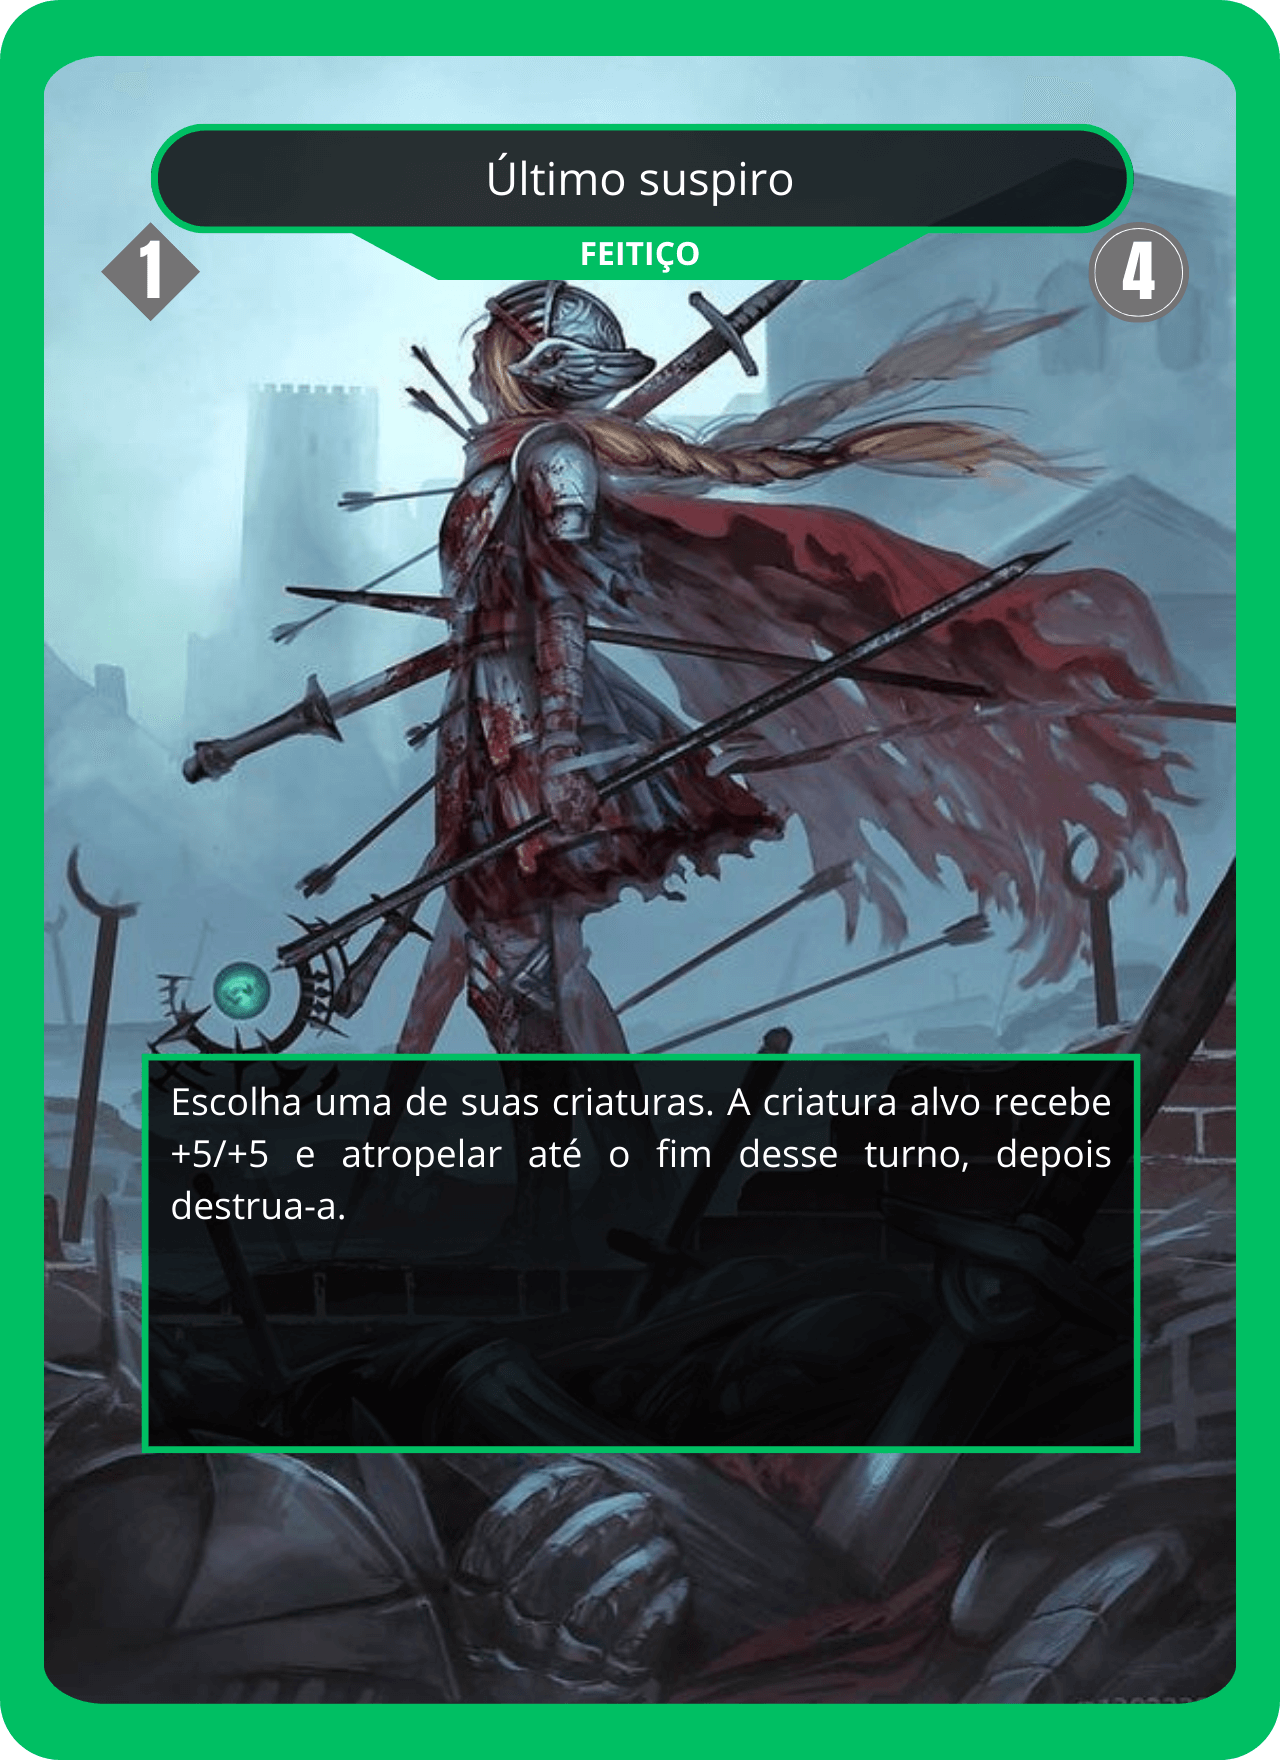 Último suspiro
FEITIÇO
1
4
Escolha uma de suas criaturas. A criatura alvo recebe
+5/+5 e atropelar até o fim desse turno, depois
destrua-a.